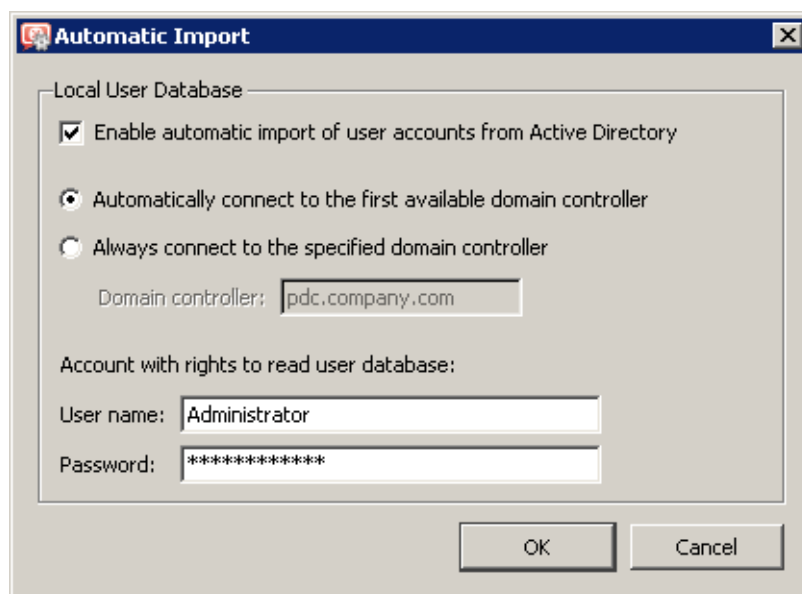 Automatic Import
Local User Database
Enable automatic import of user accounts from Active Directory
Automatically connect to the first available domain controller
Always connect to the specified domain controller
Domain controller: pdc.company.com
Account with rights to read user database:
User name: Administrator
Password: ************
OK Cancel